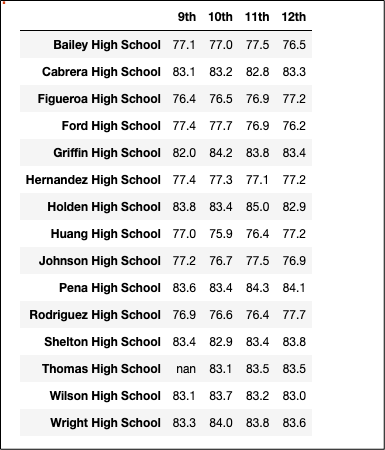 9th 10th 11th 12th
Bailey High School 77.1 77.0 77.5 76.5
Cabrera High School 83.1 83.2 82.8 83.3
Figueroa High School 76.4 76.5 76.9 77.2
Ford High School 77.4 77.7 76.9 76.2
Griffin High School 82.0 84.2 83.8 83.4
Hernandez High School 77.4 77.3 77.1 77.2
Holden High School 83.8 83.4 85.0 82.9
Huang High School 77.0 75.9 76.4 77.2
Johnson High School 77.2 76.7 77.5 76.9
Pena High School 83.6 83.4 84.3 84.1
Rodriguez High School 76.9 76.6 76.4 77.7
Shelton High School 83.4 82.9 83.4 83.8
Thomas High School nan 83.1 83.5 83.5
Wilson High School 83.1 83.7 83.2 83.0
Wright High School 83.3 84.0 83.8 83.6